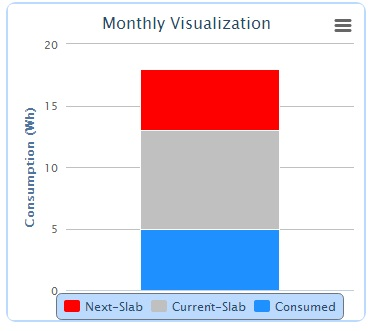 Monthly Visualization
20
15
10
5
0
Consumption (Wh)
Next-Slab Current-Slab Consumed